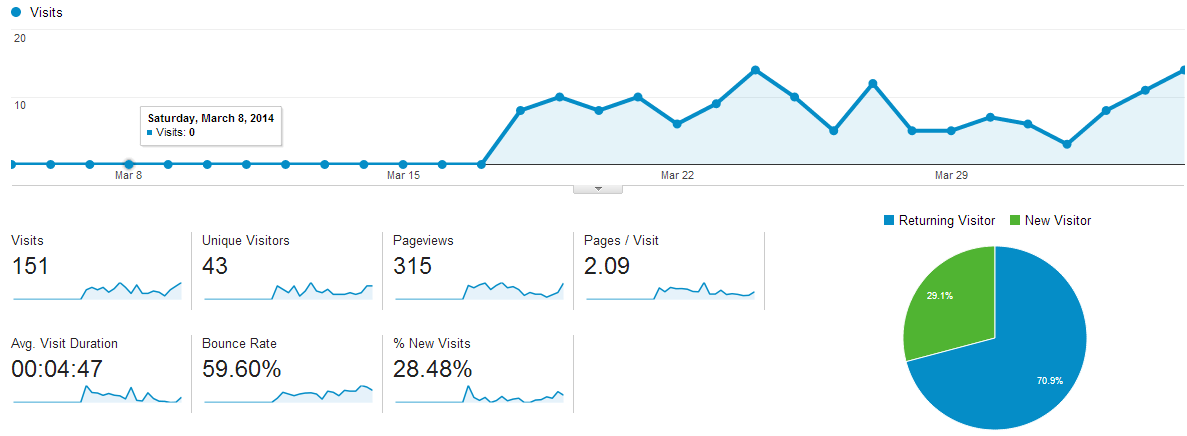 Visits
20
10
Saturday, March 8, 2014
Visits: 0
Mar 8
Mar 15
Mar 22
Mar 29
Returning Visitor
New Visitor
Visits
151
Unique Visitors
43
Pageviews
315
Pages / Visit
2.09
29.1%
70.9%
Avg. Visit Duration
00:04:47
Bounce Rate
59.60%
% New Visits
28.48%